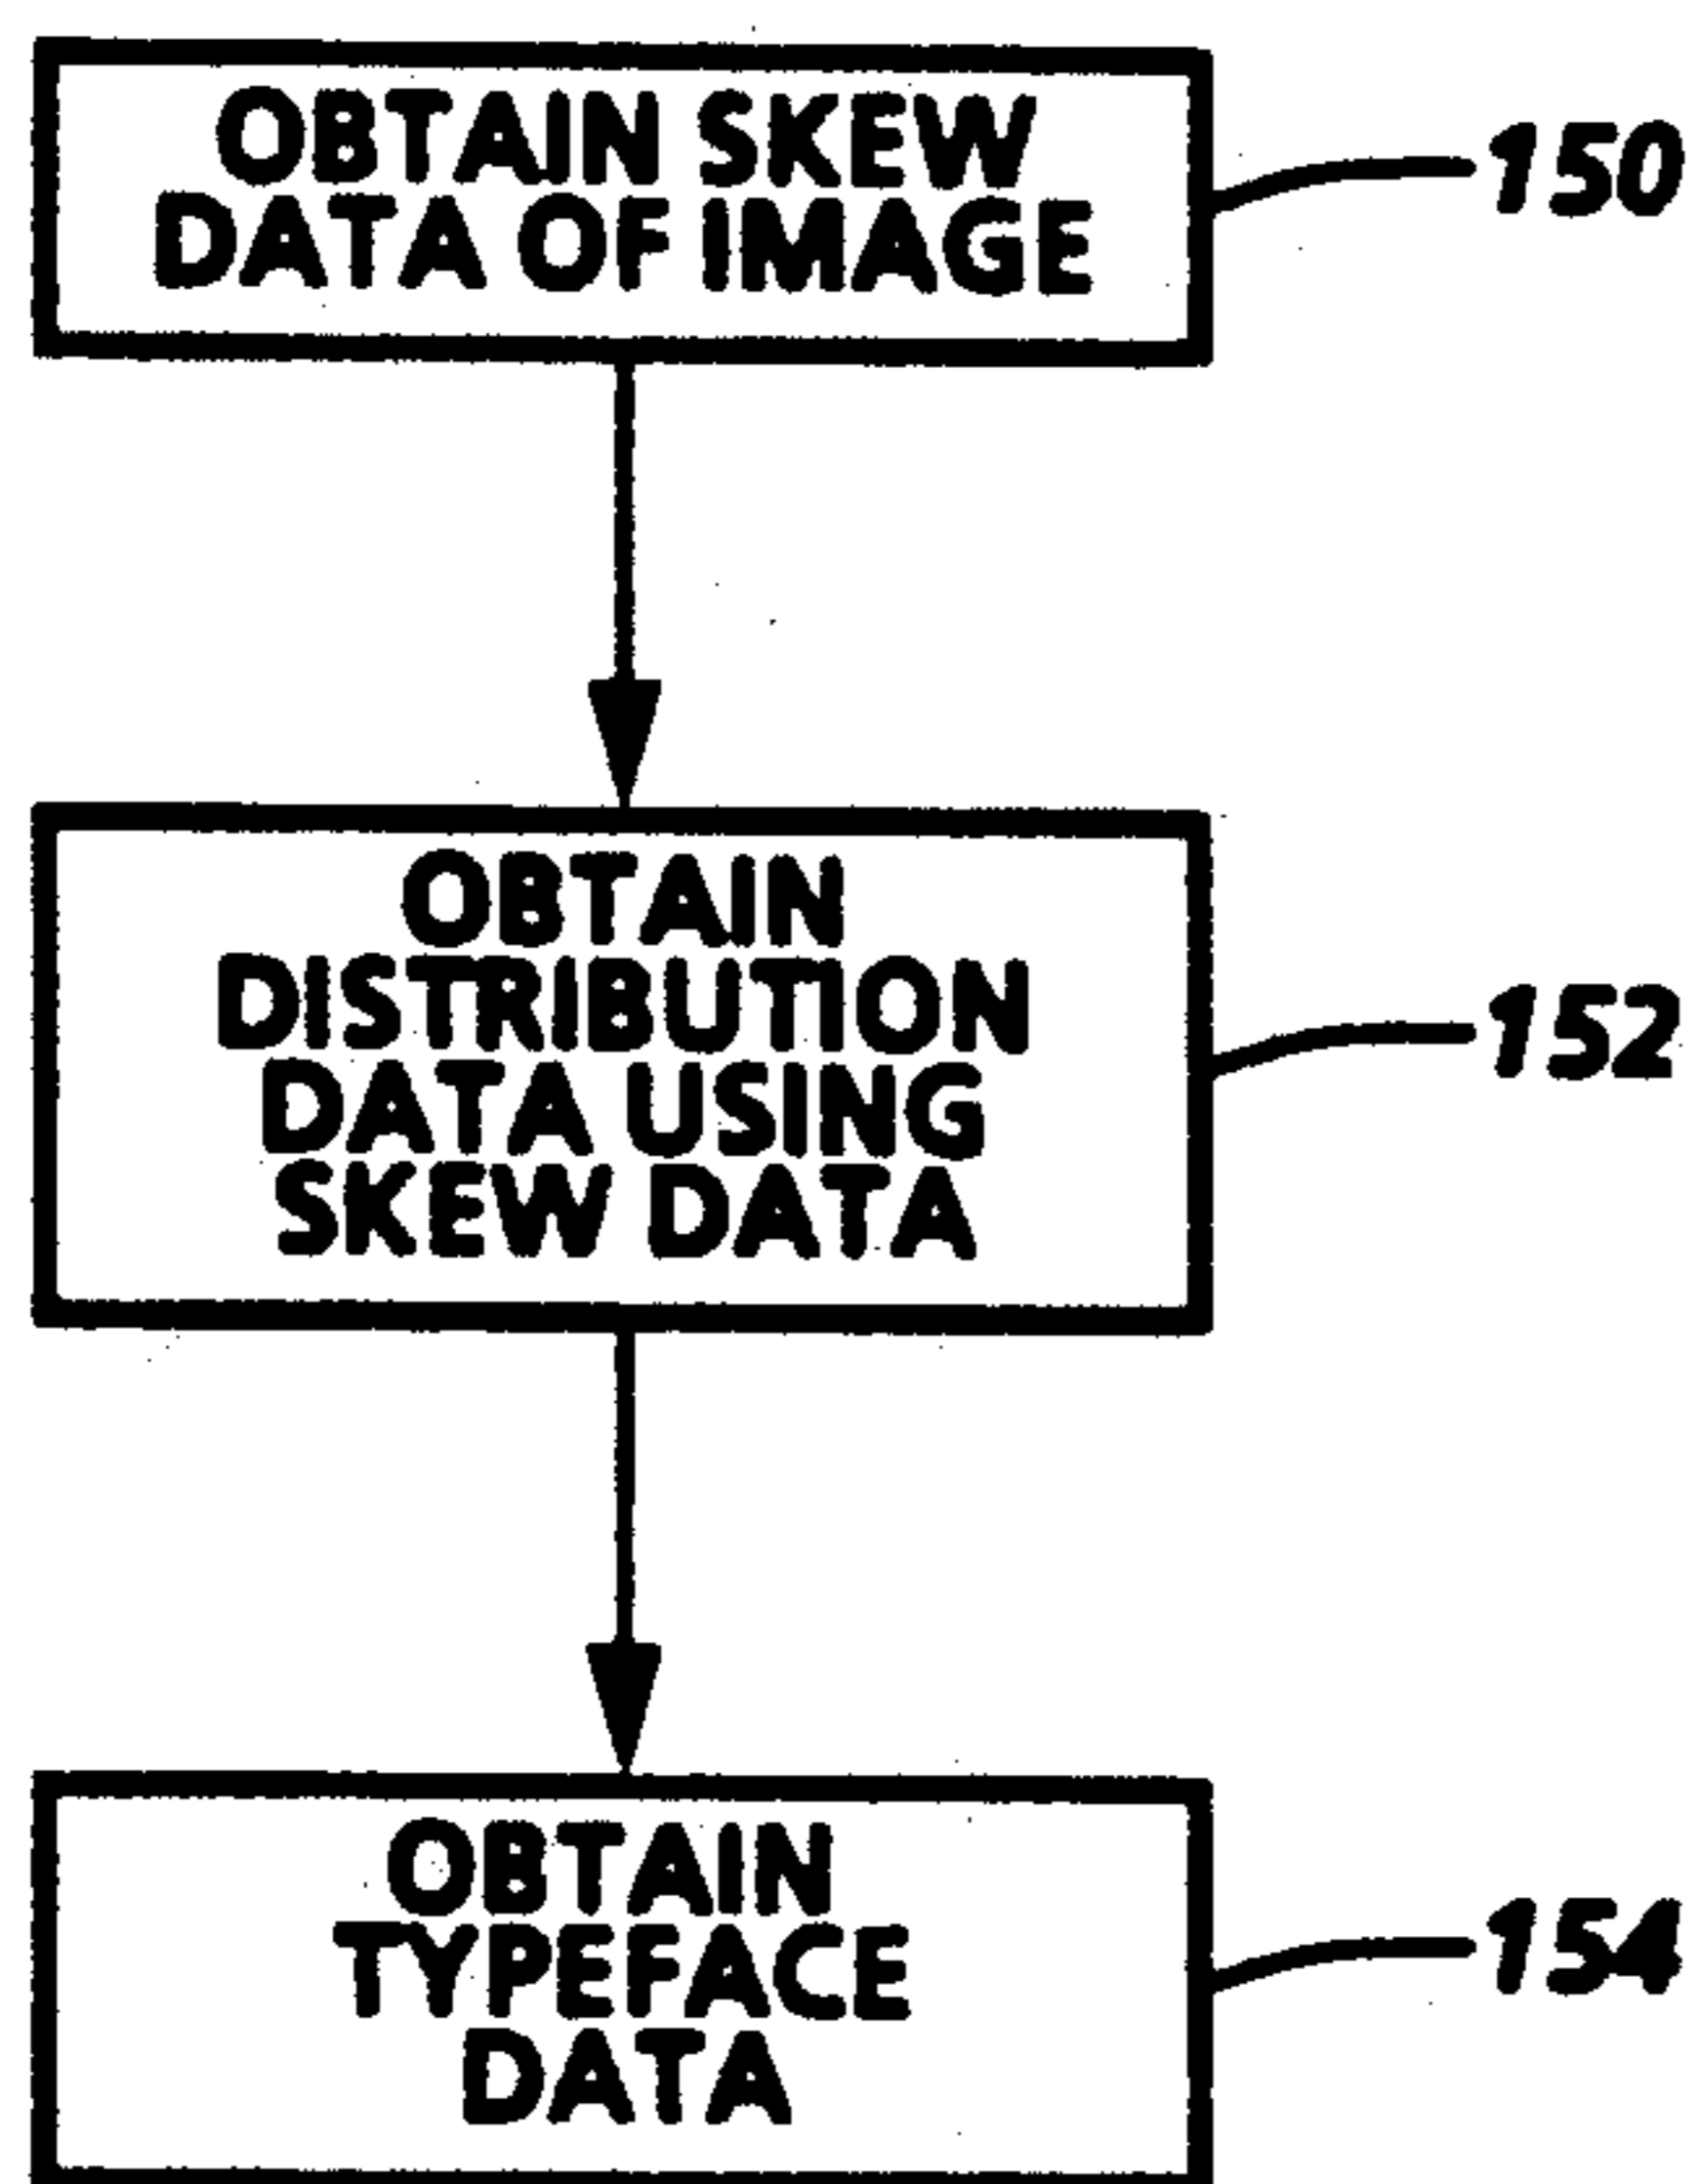 OBTAIN SKEW
DATA OF IMAGE
150
OBTAIN
DISTRIBUTION
DATA USING
SKEW DATA
152
OBTAIN
TYPEFACE
DATA
154